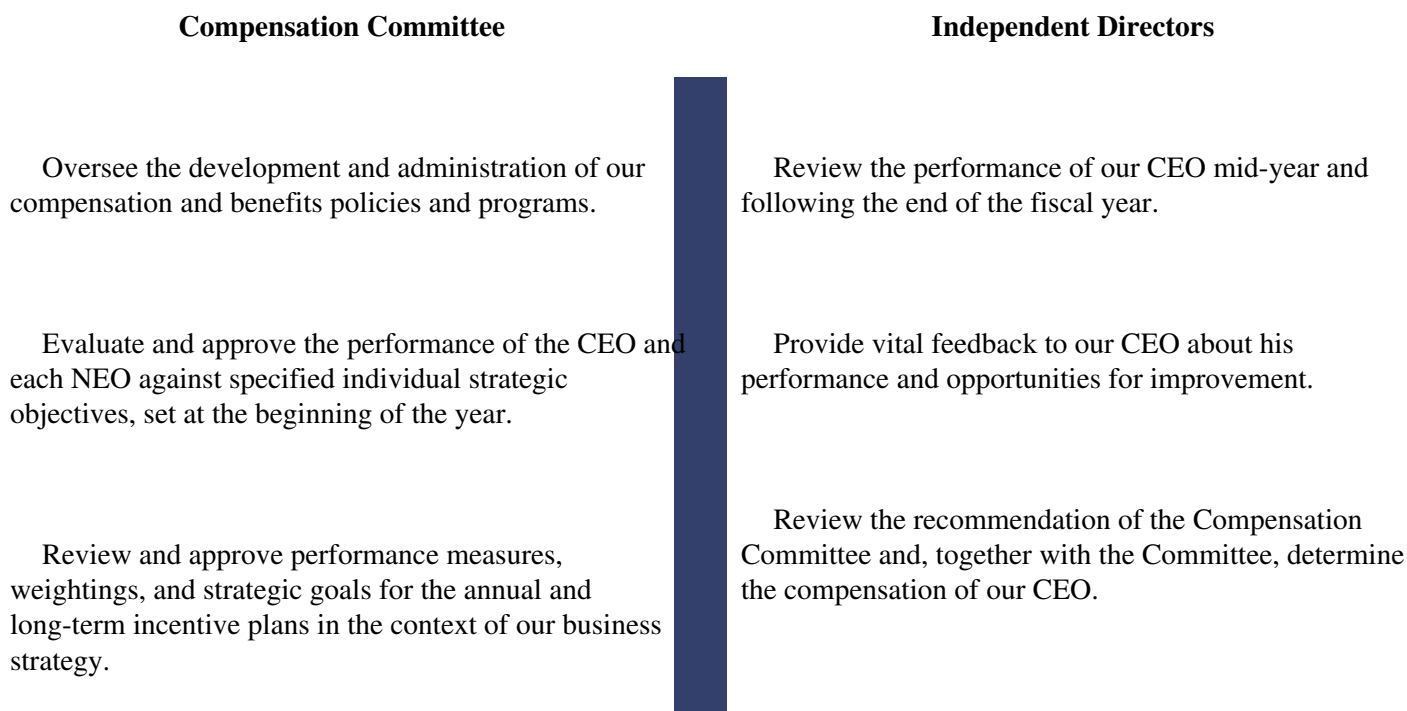 Compensation Committee
Independent Directors
Oversee the development and administration of our
compensation and benefits policies and programs.
Evaluate and approve the performance of the CEO and
each NEO against specified individual strategic
objectives, set at the beginning of the year.
Review and approve performance measures,
weightings, and strategic goals for the annual and
long-term incentive plans in the context of our business
strategy.
Review the performance of our CEO mid-year and
following the end of the fiscal year.
Provide vital feedback to our CEO about his
performance and opportunities for improvement.
Review the recommendation of the Compensation
Committee and, together with the Committee, determine
the compensation of our CEO.